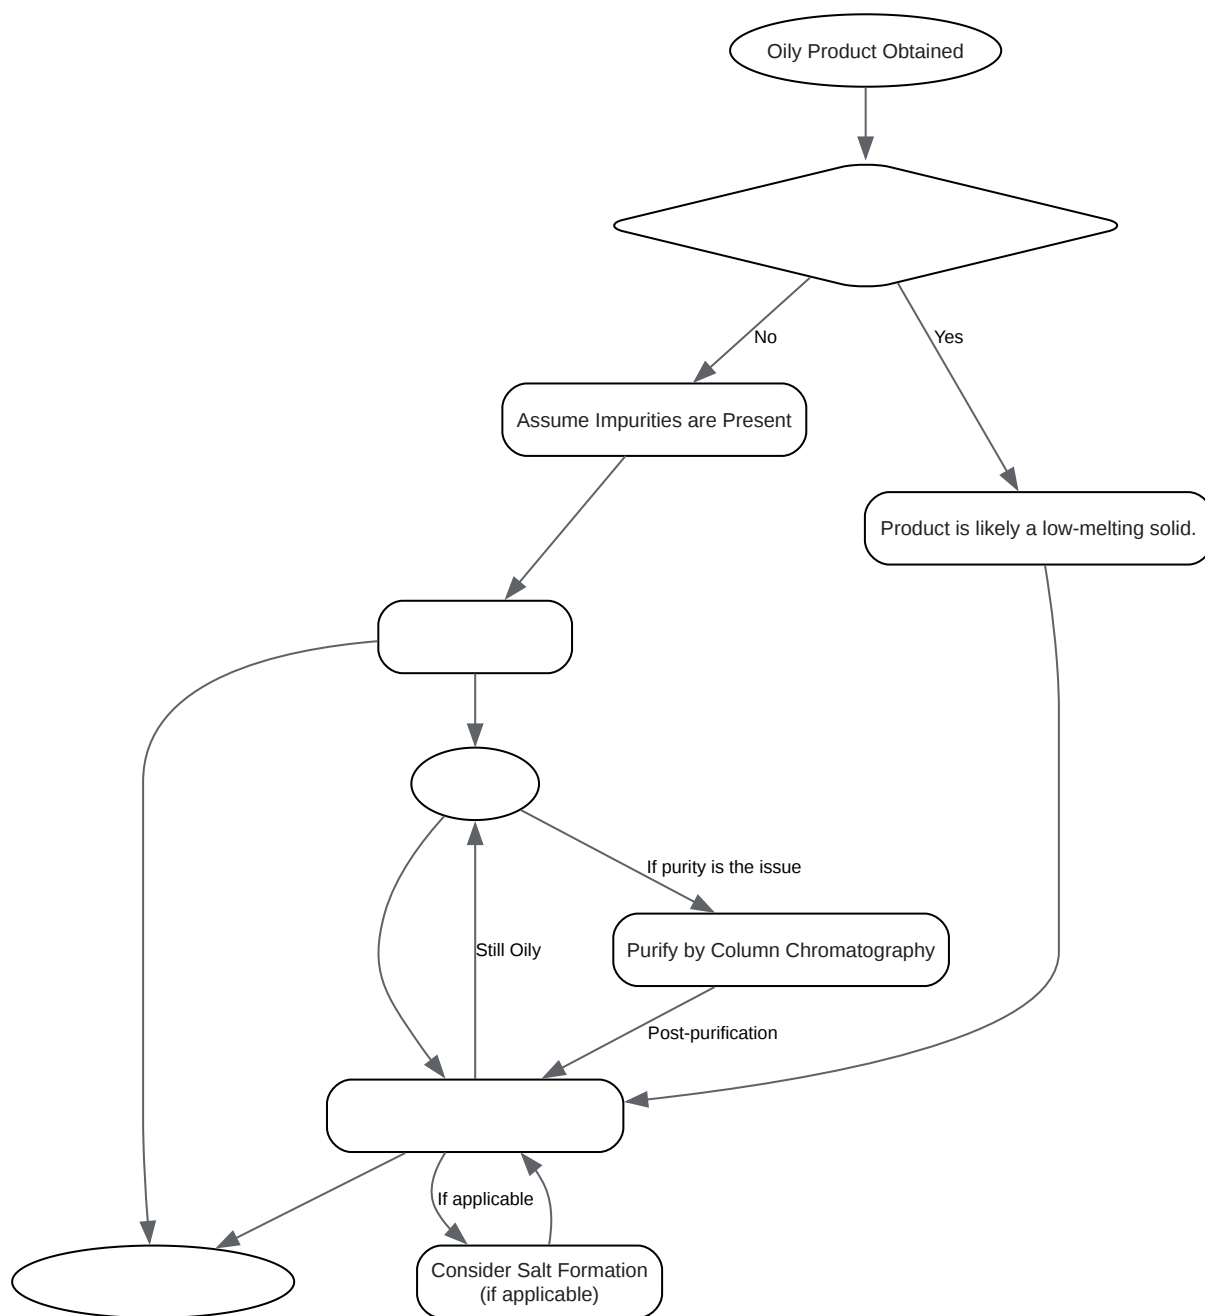 Oily Product Obtained
No
Yes
Assume Impurities are Present
Product is likely a low-melting solid.
If purity is the issue
Still Oily
Purify by Column Chromatography
Post-purification
If applicable
Consider Salt Formation
(if applicable)